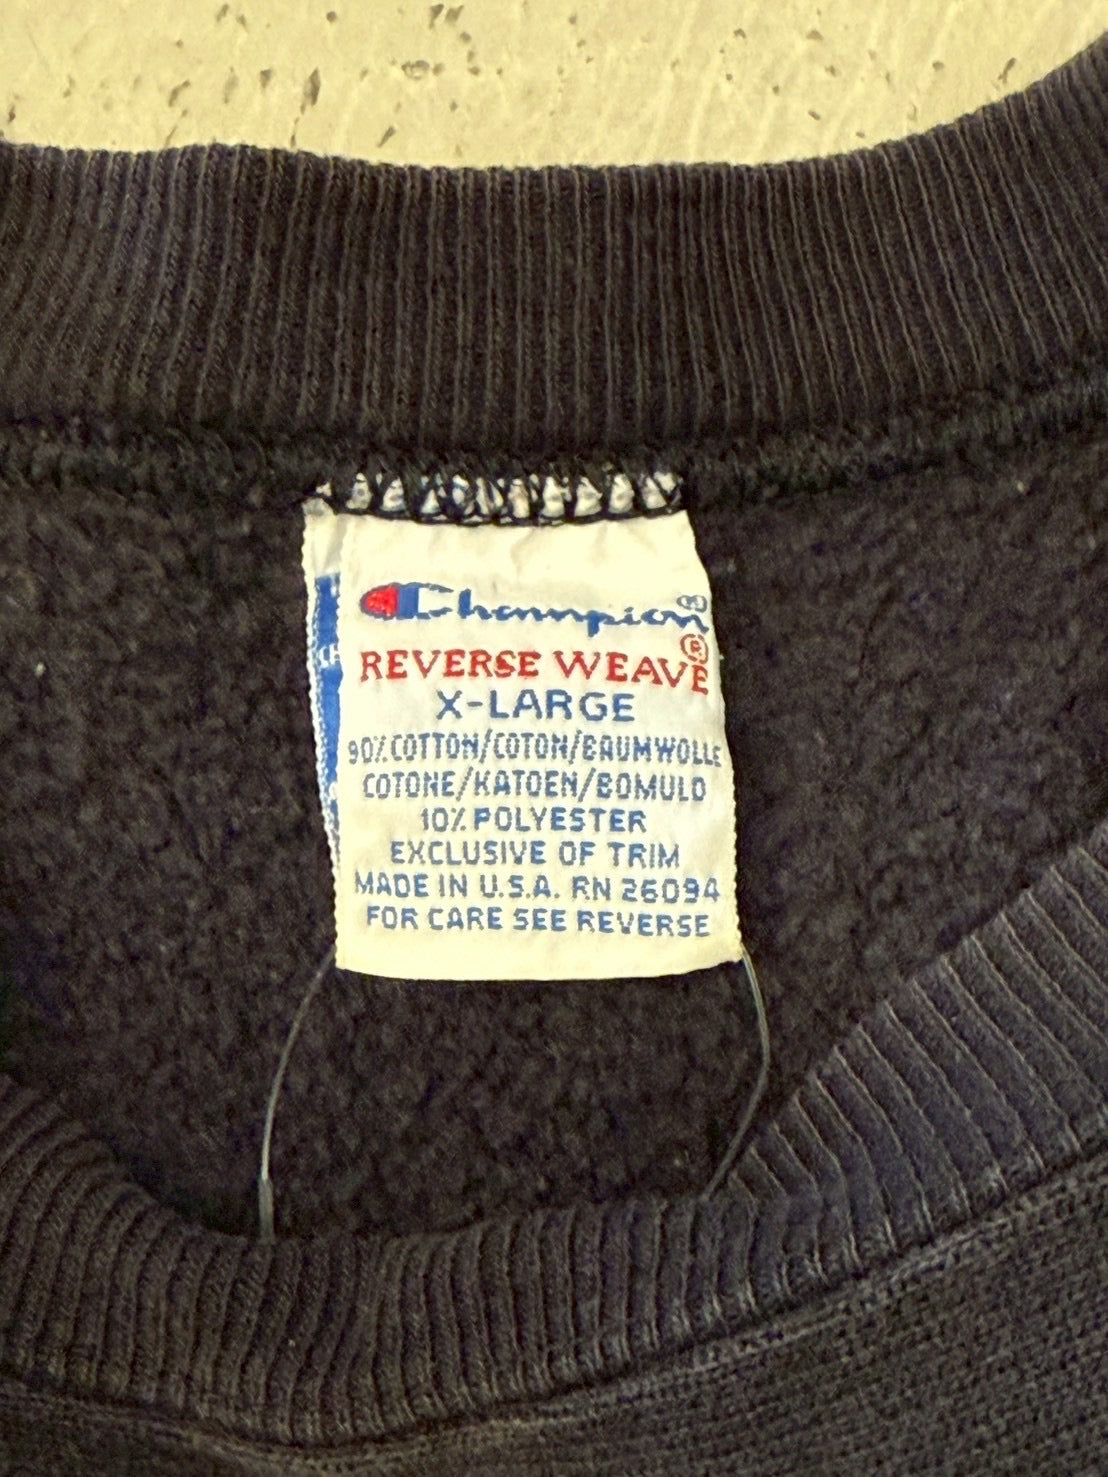 Champion®
REVERSE WEAVE®
X-LARGE
90% COTTON/COTON/BAUMWOLLE
COTONE/KATOEN/BOMULD
10% POLYESTER
EXCLUSIVE OF TRIM
MADE IN U.S.A. RN 26094
FOR CARE SEE REVERSE